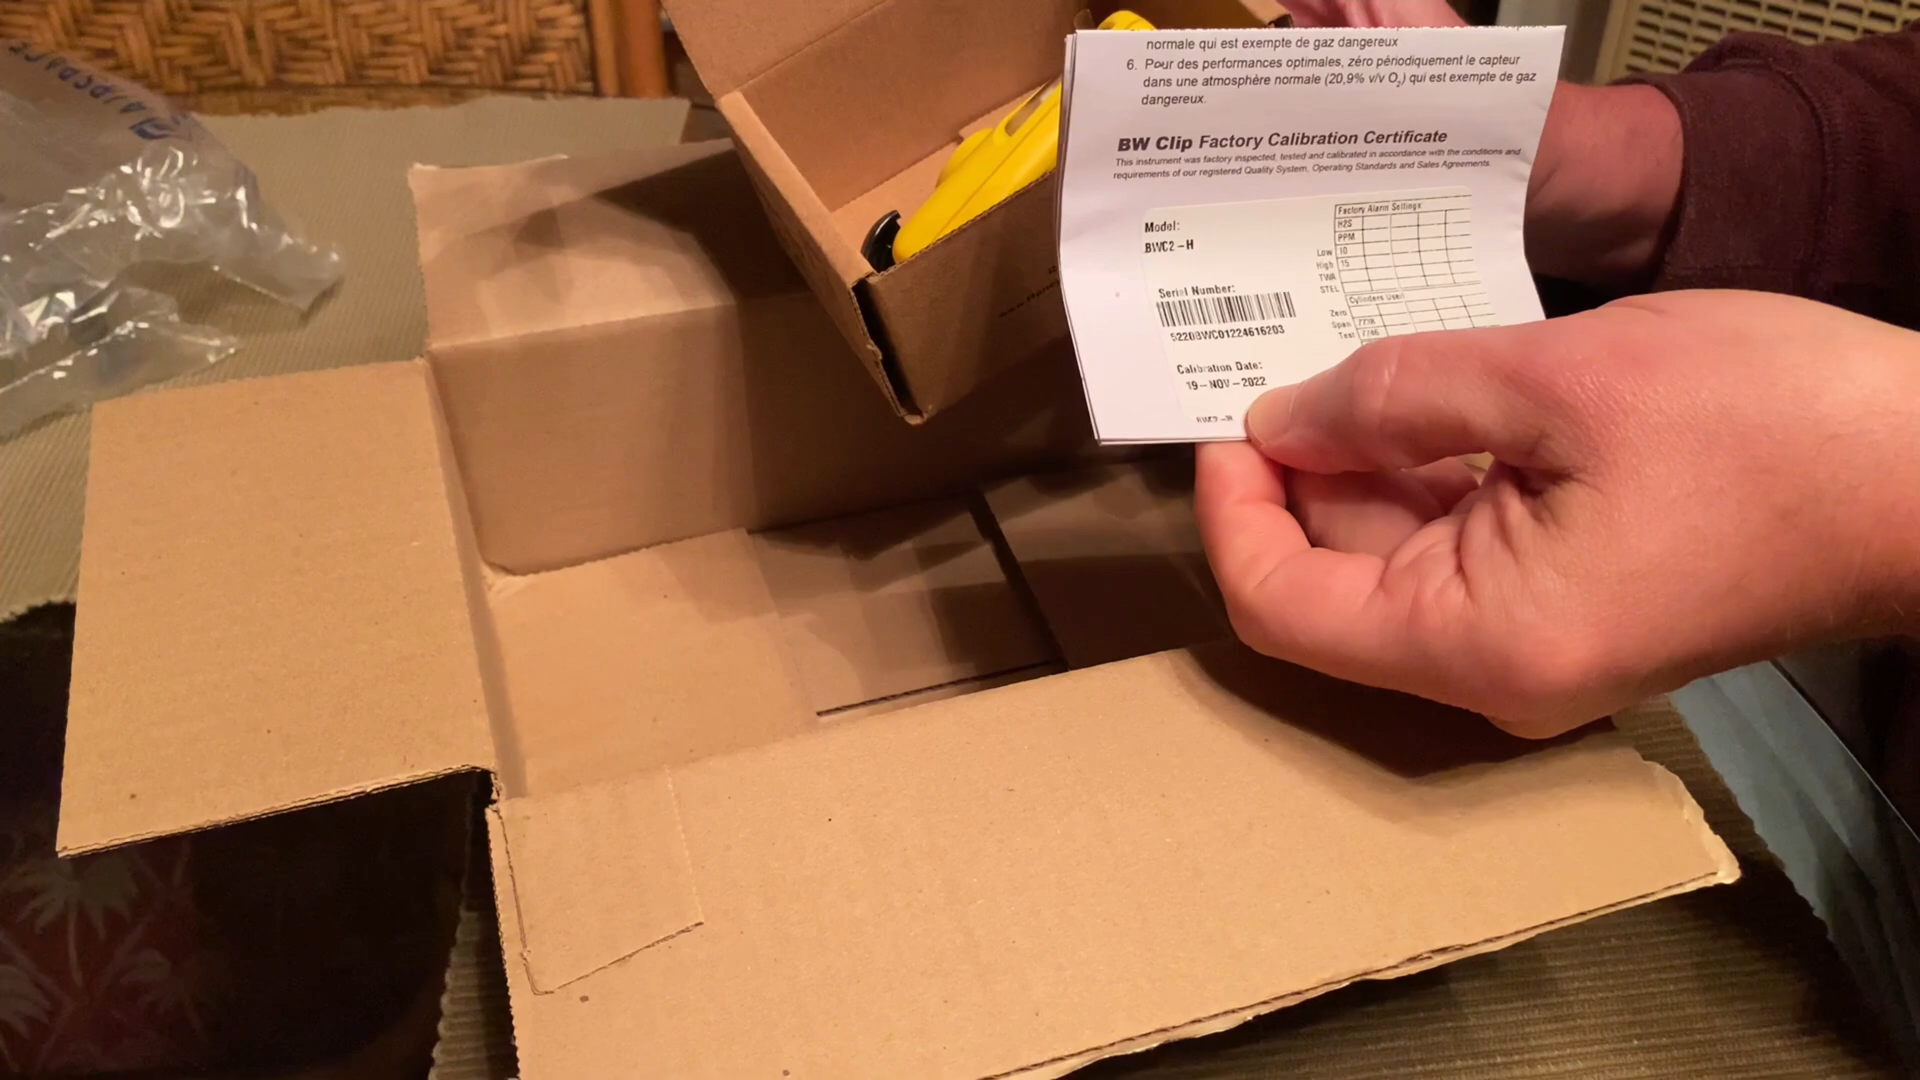 normale qui est exempte de gaz dangereux
6. Pour des performances optimales, zéro périodiquement le capteur
dans une atmosphère normale (20,9% v/v O2) qui est exempte de gaz
dangereux.
BW Clip Factory Calibration Certificate
This instrument was factory inspected, tested and calibrated in accordance with the conditions and
requirements of our registered Quality System, Operating Standards and Sales Agreements.
Model:
BWC2-H
Serial Number:
Calibration Date:
19-NOV-2022
Factory Alarm Settings
H2S
PPM
Low 10
High 15
TWA
STEL
Cylinders Used
Zero
Span
Test